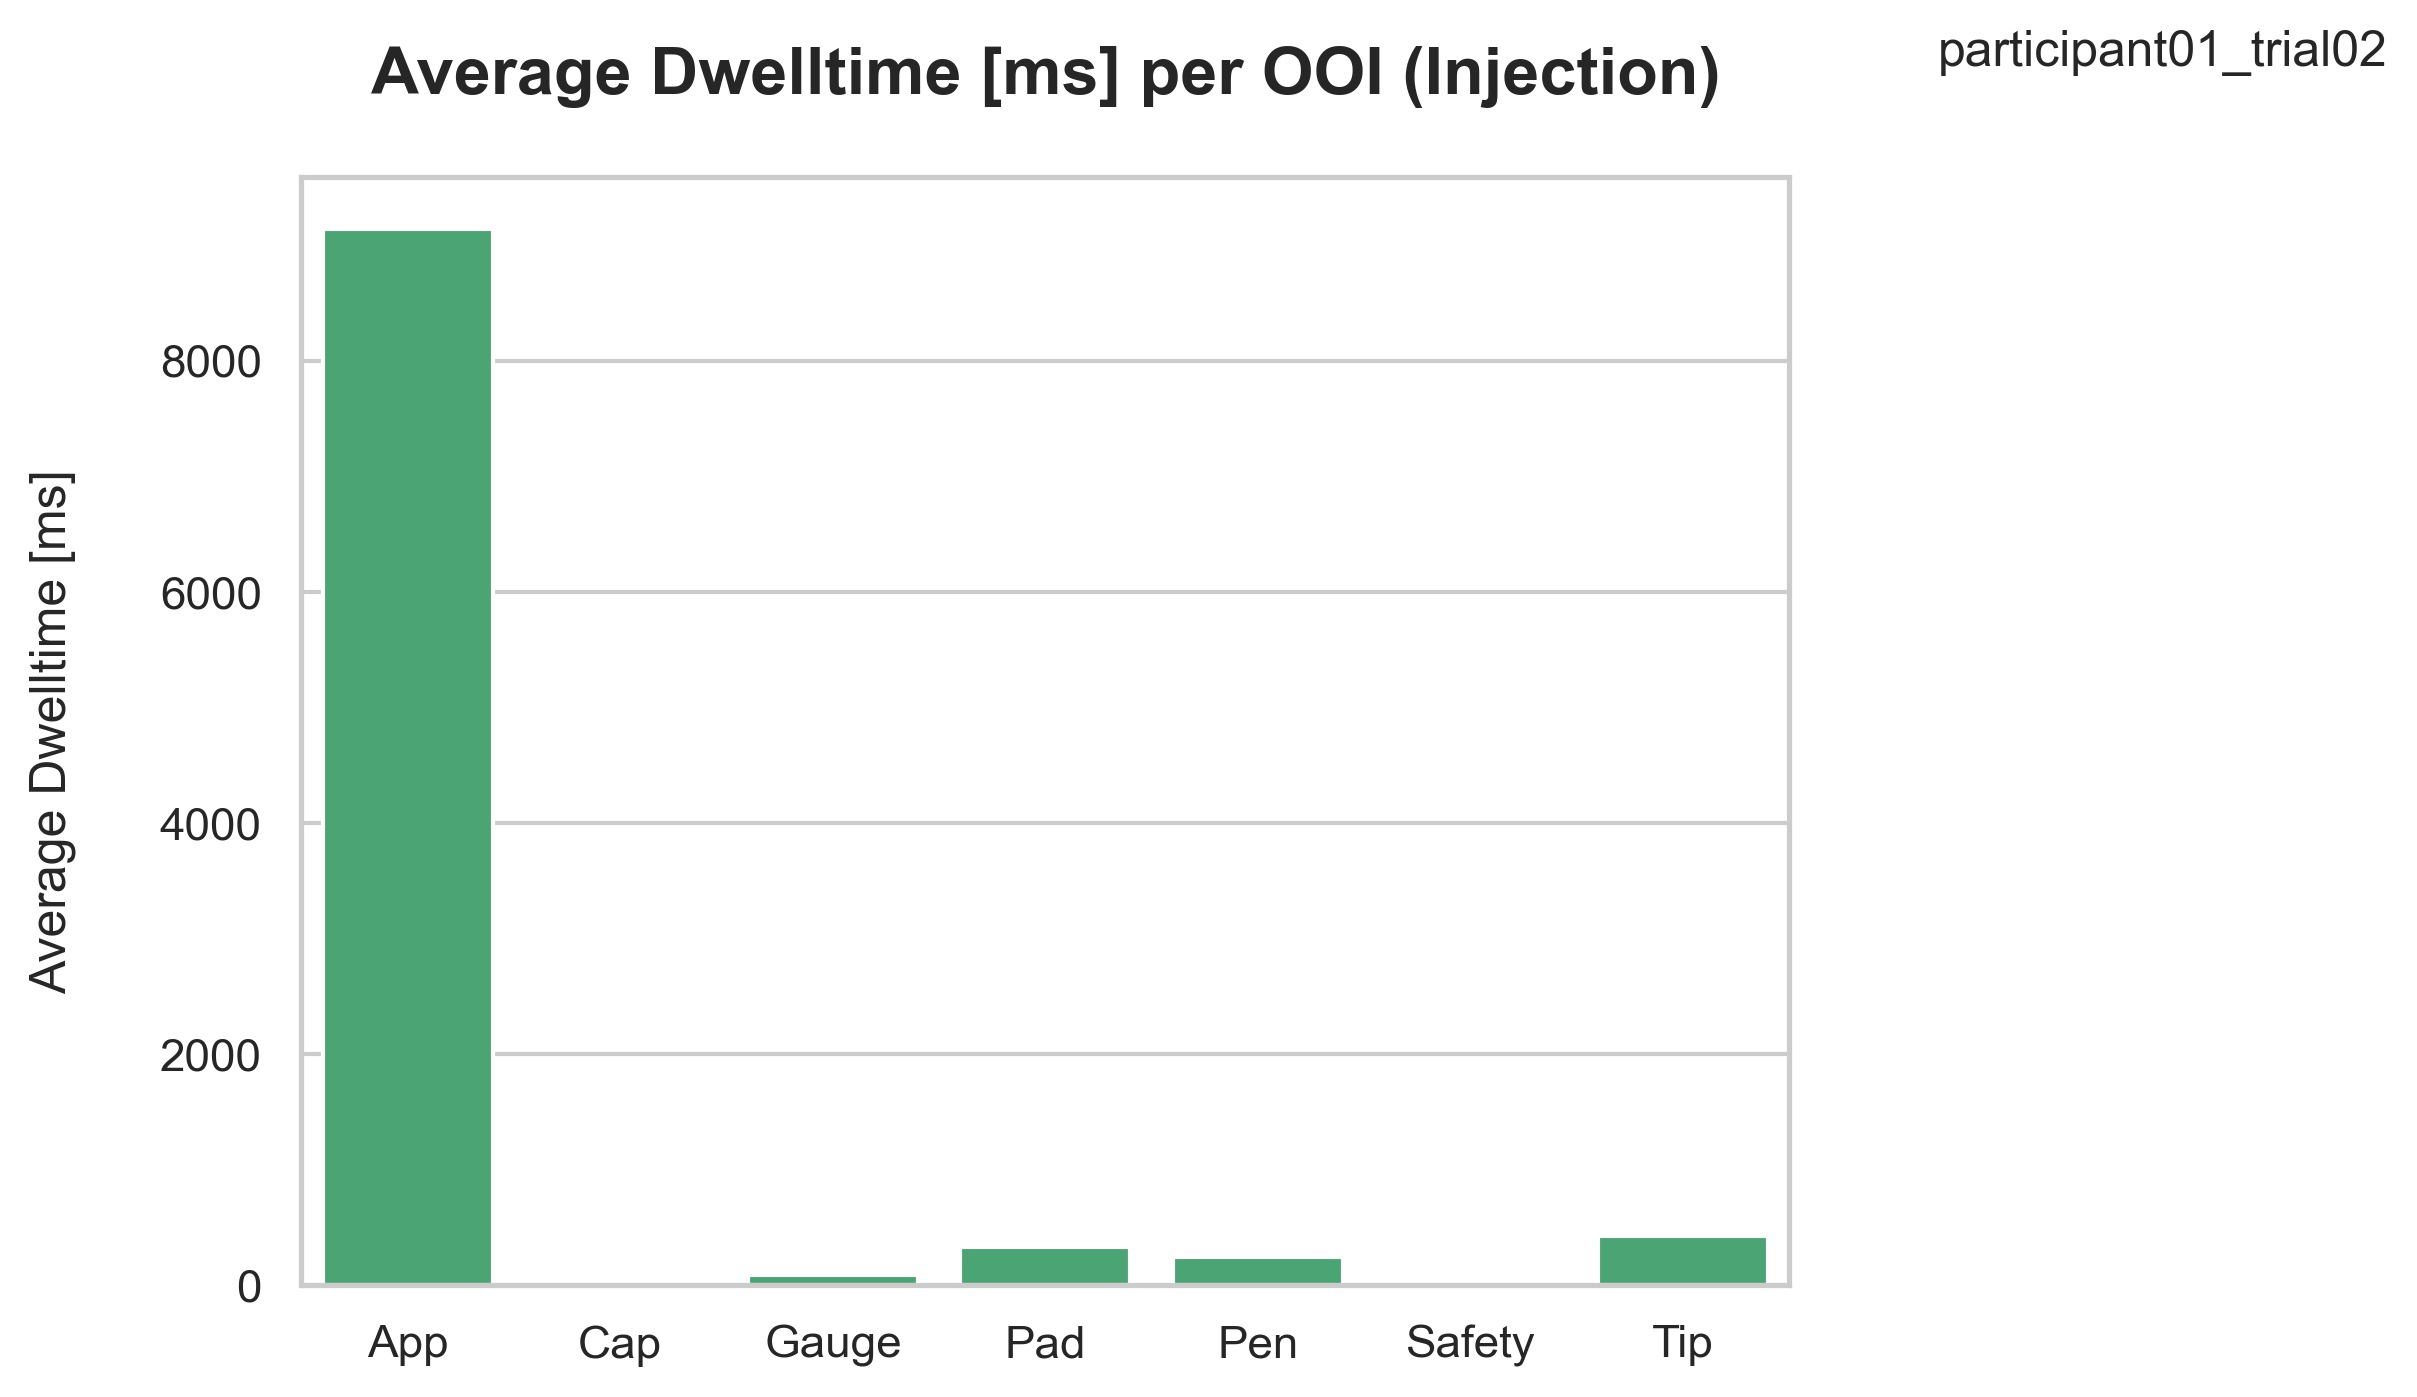 Average Dwelltime [ms] per OOI (Injection)
participant01_trial02
Average Dwelltime [ms]
8000
6000
4000
2000
0
App Cap Gauge Pad Pen Safety Tip